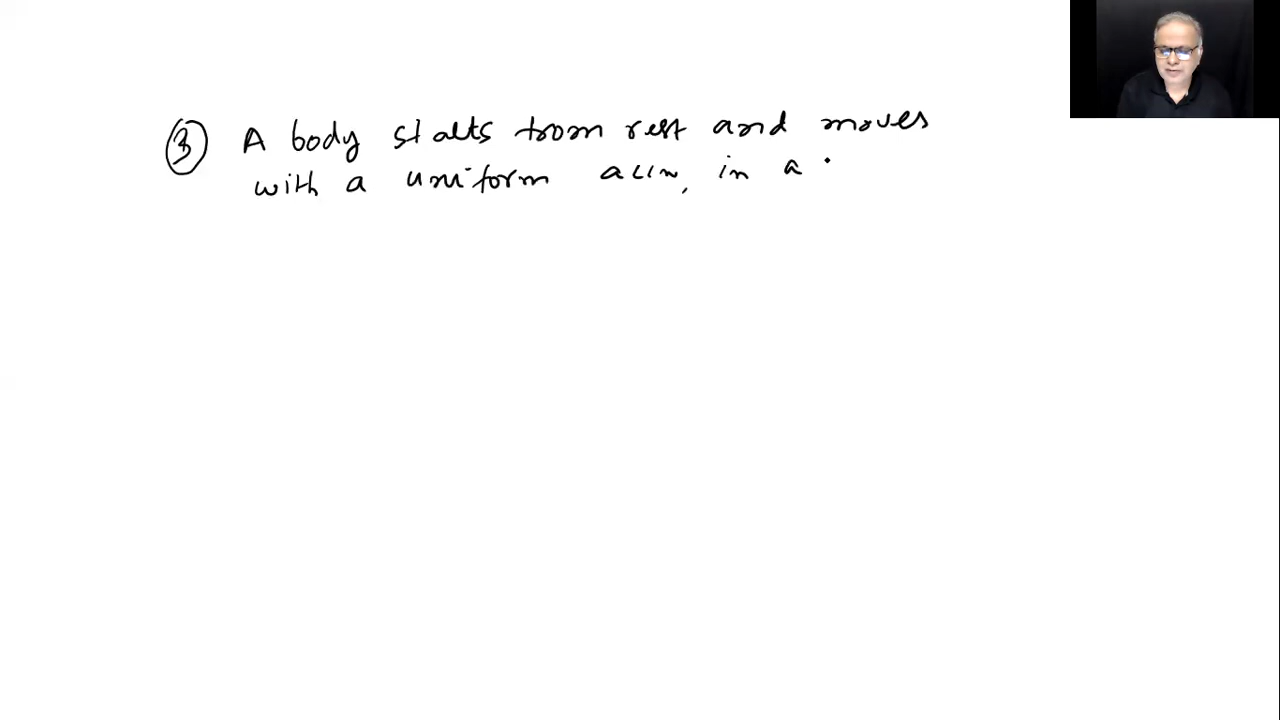 ③ A body starts from rest and moves
with a uniform accn, in a